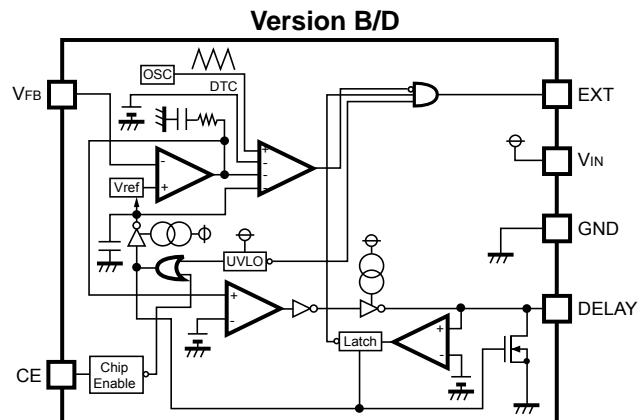 Version B/D
OSC
DTC
VFB
EXT
-
+
+
-
-
-
VIN
Vref
GND
UVLO
+
-
DELAY
Latch
+
-
CE
Chip
Enable